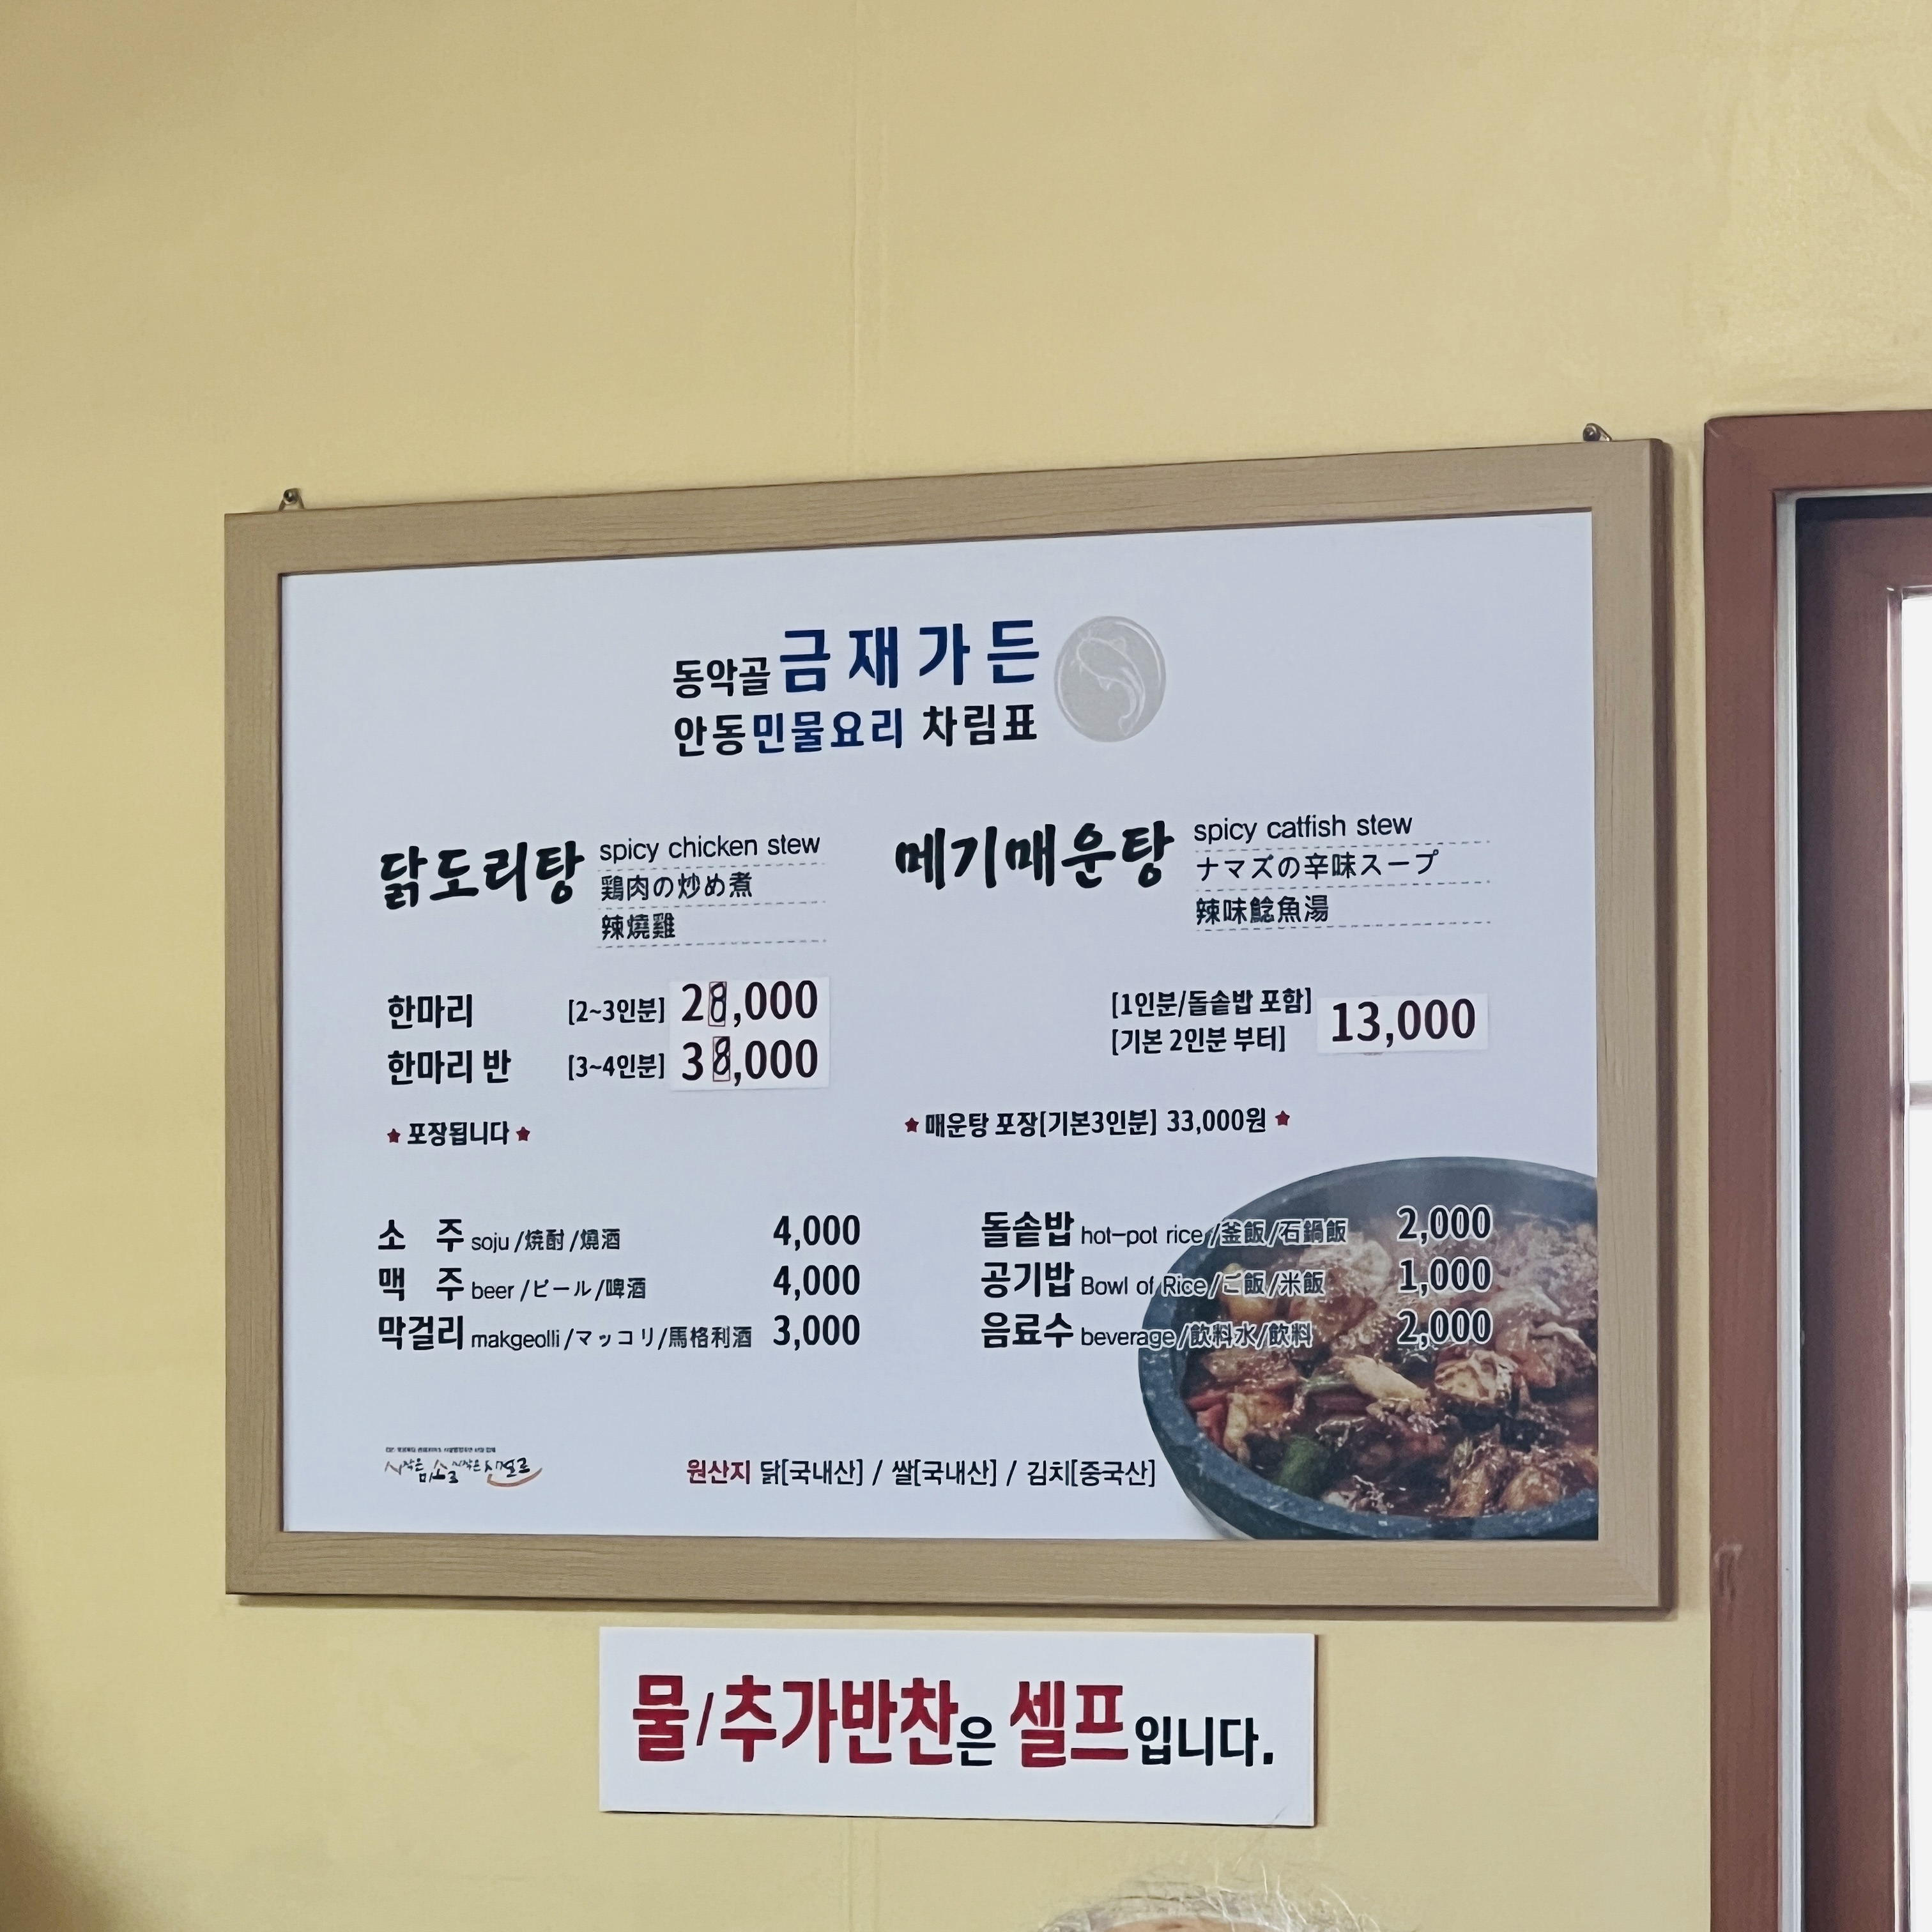 동악골 금재가든
안동민물요리 차림표
닭도리탕
spicy chicken stew
鶏肉の炒め煮
辣燒雞
한마리 [2~3인분] 28,000
한마리 반 [3~4인분] 38,000
★ 포장됩니다 ★
메기매운탕
spicy catfish stew
ナマズの辛味スープ
辣味鯰魚湯
[1인분/돌솥밥 포함]
[기본 2인분 부터]
13,000
★ 매운탕 포장[기본3인분] 33,000원 ★
소 주 soju/焼酎/燒酒 4,000
맥 주 beer/ビール/啤酒 4,000
막걸리 makgeolli/マッコリ/馬格利酒 3,000
돌솥밥 hot-pot rice/釜飯/石鍋飯 2,000
공기밥 Bowl of Rice/ご飯/米飯 1,000
음료수 beverage/飲料水/飲料 2,000
원산지 닭[국내산] / 쌀[국내산] / 김치[중국산]
물/추가반찬은 셀프입니다.